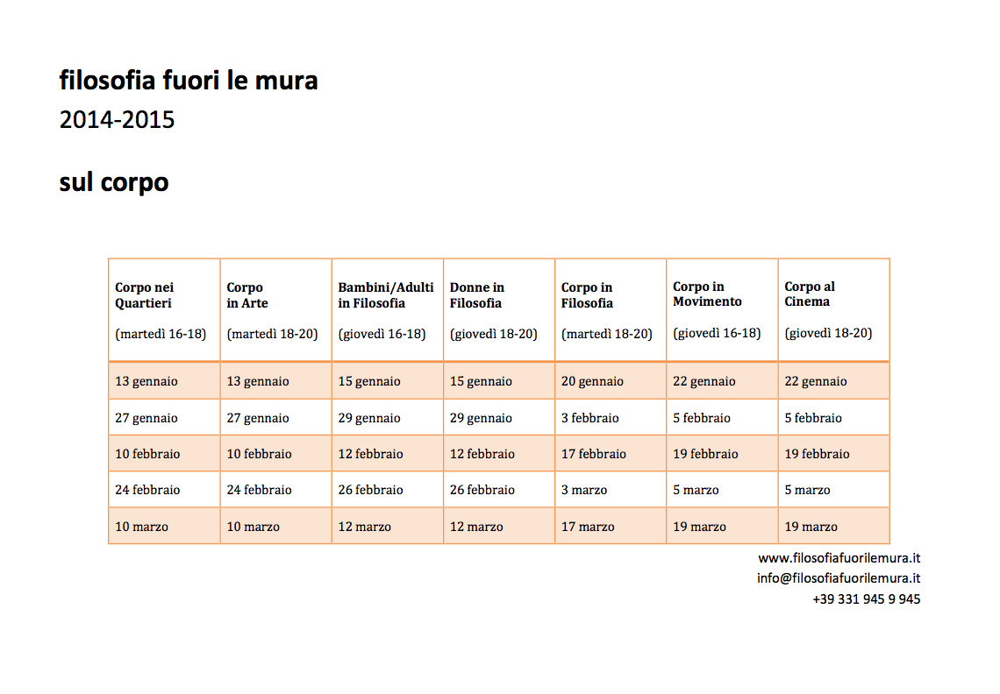 filosofia fuori le mura
2014-2015
sul corpo
Corpo nei Quartieri (martedì 16-18) | Corpo in Arte (martedì 18-20) | Bambini/Adulti in Filosofia (giovedì 16-18) | Donne in Filosofia (giovedì 18-20) | Corpo in Filosofia (martedì 18-20) | Corpo in Movimento (giovedì 16-18) | Corpo al Cinema (giovedì 18-20)
13 gennaio | 13 gennaio | 15 gennaio | 15 gennaio | 20 gennaio | 22 gennaio | 22 gennaio
27 gennaio | 27 gennaio | 29 gennaio | 29 gennaio | 3 febbraio | 5 febbraio | 5 febbraio
10 febbraio | 10 febbraio | 12 febbraio | 12 febbraio | 17 febbraio | 19 febbraio | 19 febbraio
24 febbraio | 24 febbraio | 26 febbraio | 26 febbraio | 3 marzo | 5 marzo | 5 marzo
10 marzo | 10 marzo | 12 marzo | 12 marzo | 17 marzo | 19 marzo | 19 marzo
www.filosofiafuorilemura.it
info@filosofiafuorilemura.it
+39 331 945 9 945